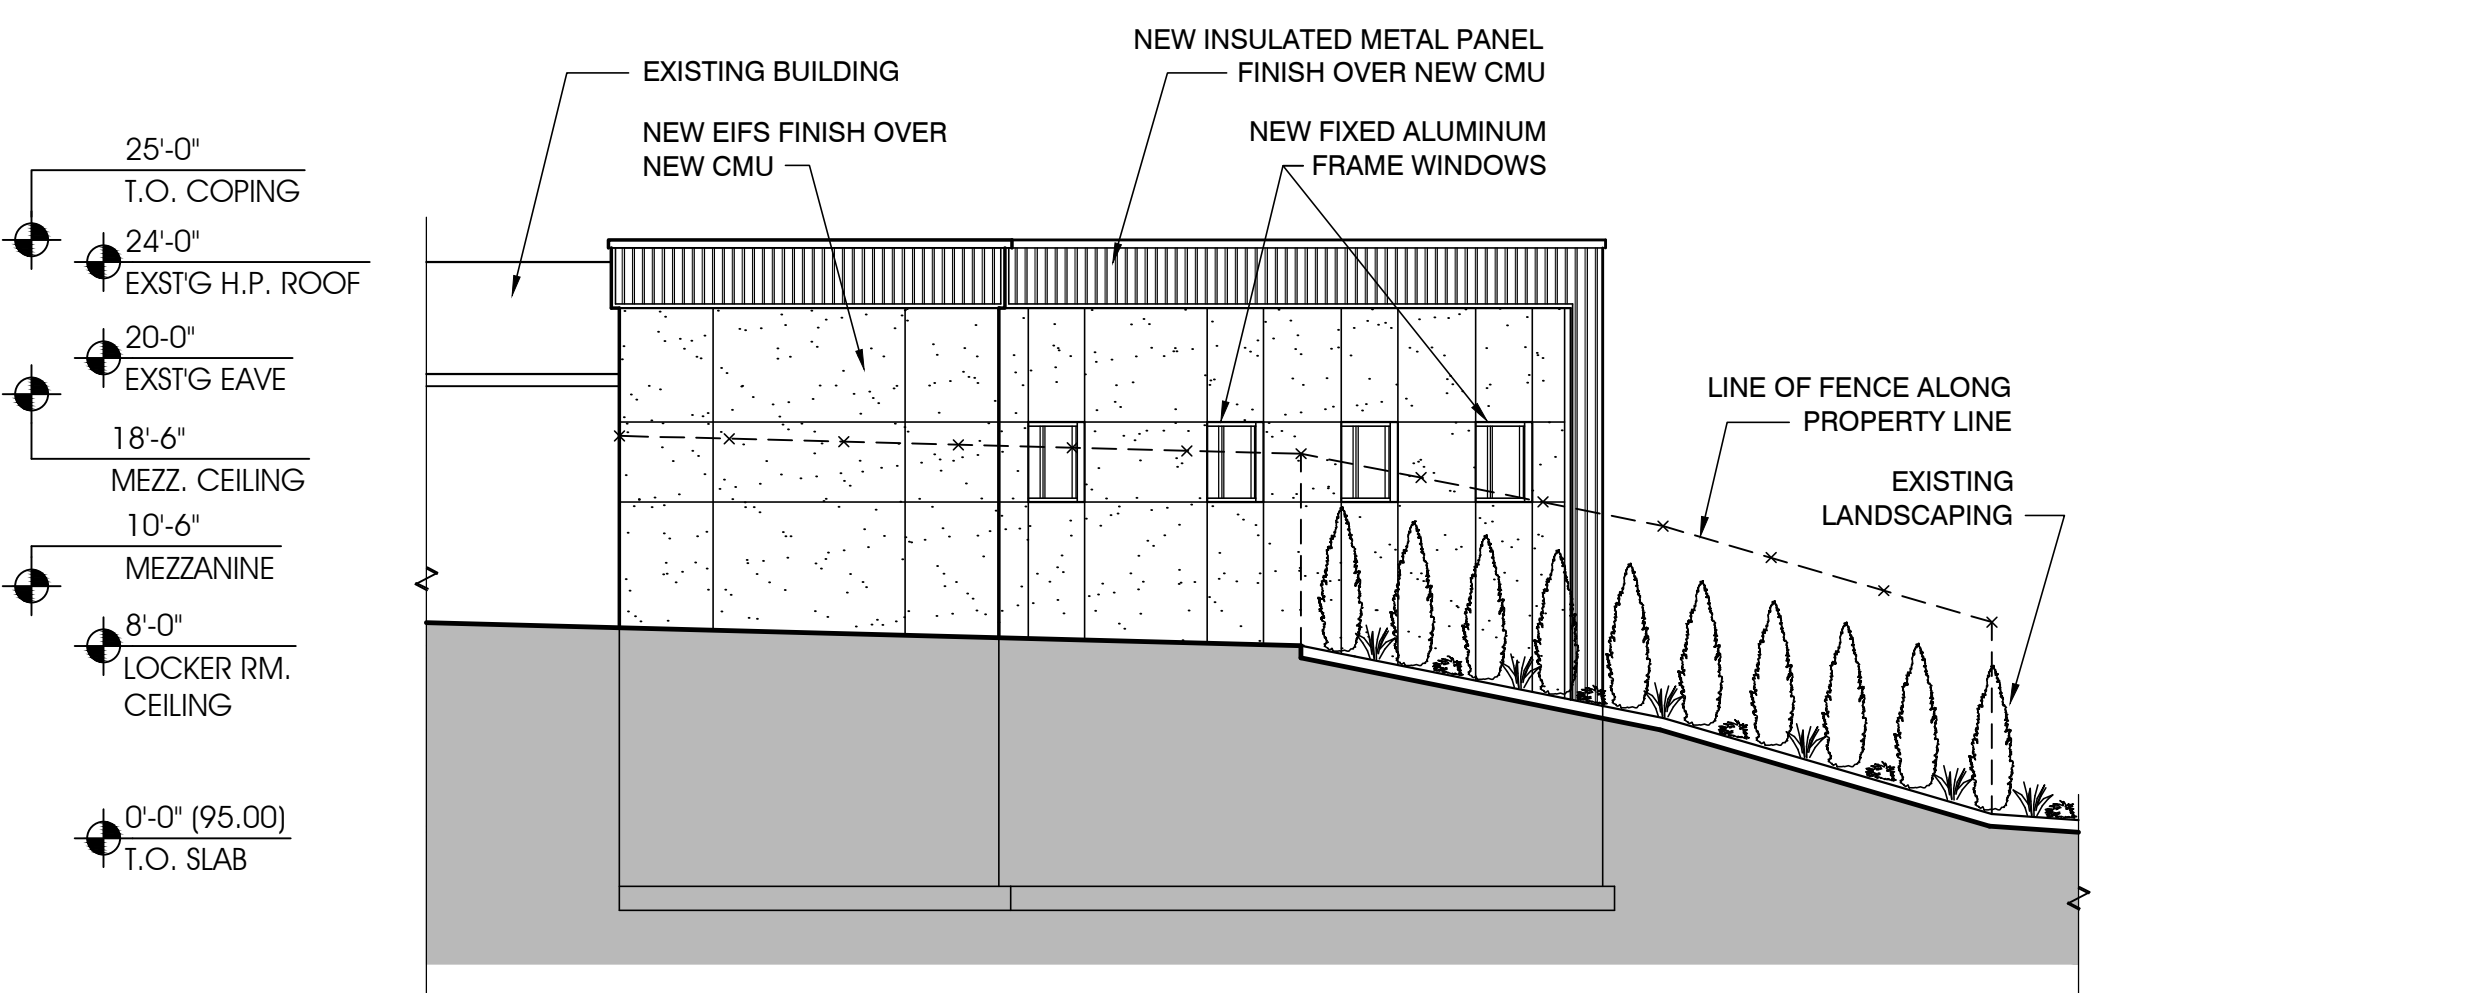 NEW INSULATED METAL PANEL
FINISH OVER NEW CMU
EXISTING BUILDING
NEW EIFS FINISH OVER
NEW CMU
NEW FIXED ALUMINUM
FRAME WINDOWS
25'-0"
T.O. COPING
24'-0"
EXST'G H.P. ROOF
20-0"
EXST'G EAVE
18'-6"
MEZZ. CEILING
10'-6"
MEZZANINE
8'-0"
LOCKER RM.
CEILING
0'-0" (95.00)
T.O. SLAB
LINE OF FENCE ALONG
PROPERTY LINE
EXISTING
LANDSCAPING